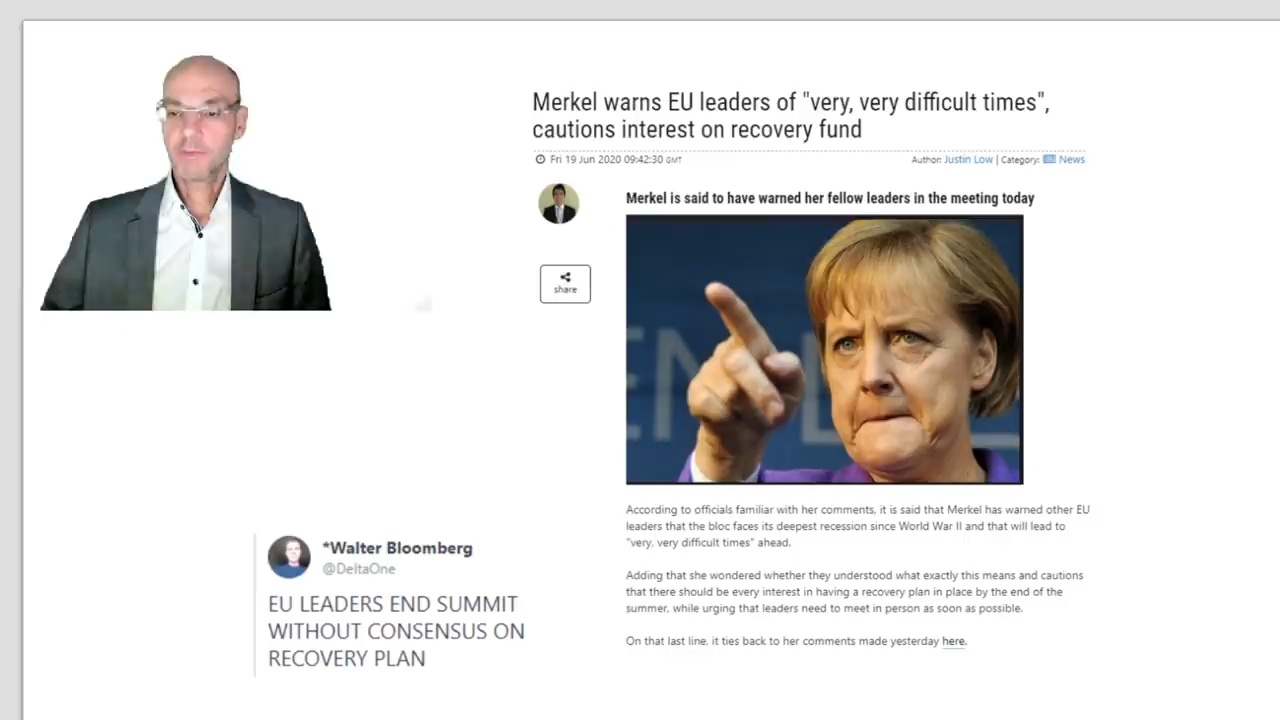 Merkel warns EU leaders of "very, very difficult times",
cautions interest on recovery fund
Fri 19 Jun 2020 09:42:30 GMT
Author: Justin Low | Category: News
Merkel is said to have warned her fellow leaders in the meeting today
share
According to officials familiar with her comments, it is said that Merkel has warned other EU
leaders that the bloc faces its deepest recession since World War II and that will lead to
"very, very difficult times" ahead.
Adding that she wondered whether they understood what exactly this means and cautions
that there should be every interest in having a recovery plan in place by the end of the
summer, while urging that leaders need to meet in person as soon as possible.
On that last line, it ties back to her comments made yesterday here.
*Walter Bloomberg
@DeltaOne
EU LEADERS END SUMMIT
WITHOUT CONSENSUS ON
RECOVERY PLAN